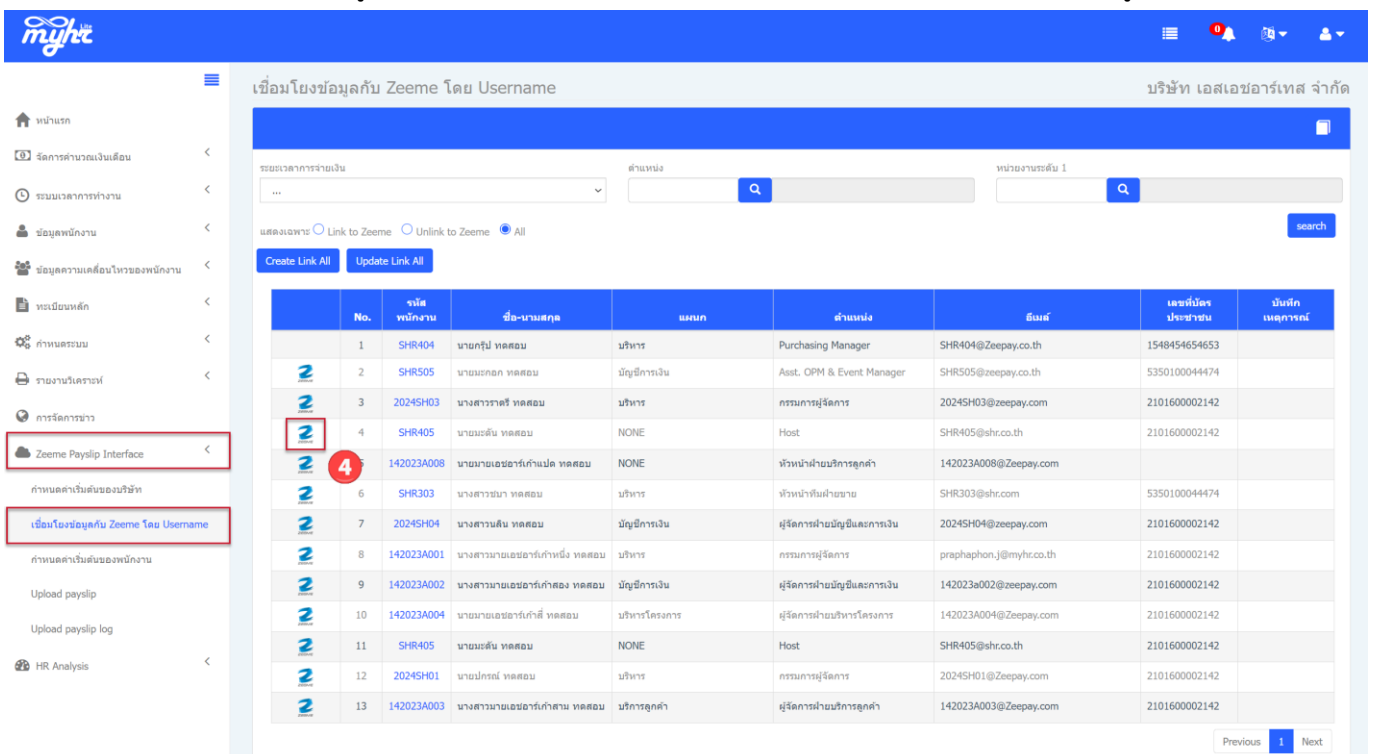 myhr Lite
0
เชื่อมโยงข้อมูลกับ Zeeme โดย Username
บริษัท เอสเอชอาร์เทส จำกัด
หน้าแรก
จัดการคำนวณเงินเดือน
ระบบเวลาการทำงาน
ข้อมูลพนักงาน
ข้อมูลความเคลื่อนไหวของพนักงาน
ทะเบียนหลัก
กำหนดระบบ
รายงานวิเคราะห์
การจัดการข่าว
Zeeme Payslip Interface
กำหนดค่าเริ่มต้นของบริษัท
เชื่อมโยงข้อมูลกับ Zeeme โดย Username
กำหนดค่าเริ่มต้นของพนักงาน
Upload payslip
Upload payslip log
HR Analysis
ระยะเวลาการจ่ายเงิน ตำแหน่ง หน่วยงานระดับ 1
...
แสดงเฉพาะ Link to Zeeme Unlink to Zeeme All search
Create Link All Update Link All
No. รหัสพนักงาน ชื่อ-นามสกุล แผนก ตำแหน่ง อีเมล์ เลขที่บัตรประชาชน บันทึกเหตุการณ์
1 SHR404 นายกรุ๊ป ทดสอบ บริหาร Purchasing Manager SHR404@Zeepay.co.th 1548454654653
2 SHR505 นายมะกอก ทดสอบ บัญชีการเงิน Asst. OPM & Event Manager SHR505@zeepay.co.th 5350100044474
3 2024SH03 นางสาวราตรี ทดสอบ บริหาร กรรมการผู้จัดการ 2024SH03@zeepay.com 2101600002142
4 SHR405 นายมะตัน ทดสอบ NONE Host SHR405@shr.co.th 2101600002142
4
142023A008 นายมายเอชอาร์เก้าแปด ทดสอบ NONE หัวหน้าฝ่ายบริการลูกค้า 142023A008@Zeepay.com
6 SHR303 นางสาวชบา ทดสอบ บริหาร หัวหน้าทีมฝ่ายขาย SHR303@shr.com 5350100044474
7 2024SH04 นางสาวนลิน ทดสอบ บัญชีการเงิน ผู้จัดการฝ่ายบัญชีและการเงิน 2024SH04@zeepay.com 2101600002142
8 142023A001 นางสาวมายเอชอาร์เก้าหนึ่ง ทดสอบ บริหาร กรรมการผู้จัดการ praphaphon.j@myhr.co.th 2101600002142
9 142023A002 นางสาวมายเอชอาร์เก้าสอง ทดสอบ บัญชีการเงิน ผู้จัดการฝ่ายบัญชีและการเงิน 142023a002@zeepay.com 2101600002142
10 142023A004 นายมายเอชอาร์เก้าสี่ ทดสอบ บริหารโครงการ ผู้จัดการฝ่ายบริหารโครงการ 142023A004@Zeepay.com 2101600002142
11 SHR405 นายมะตัน ทดสอบ NONE Host SHR405@shr.co.th 2101600002142
12 2024SH01 นายปกรณ์ ทดสอบ บริหาร กรรมการผู้จัดการ 2024SH01@Zeepay.com 2101600002142
13 142023A003 นางสาวมายเอชอาร์เก้าสาม ทดสอบ บริการลูกค้า ผู้จัดการฝ่ายบริการลูกค้า 142023A003@Zeepay.com 2101600002142
Previous 1 Next